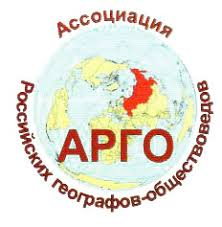 Ассоциация
АРГО
Российских географов-обществоведов